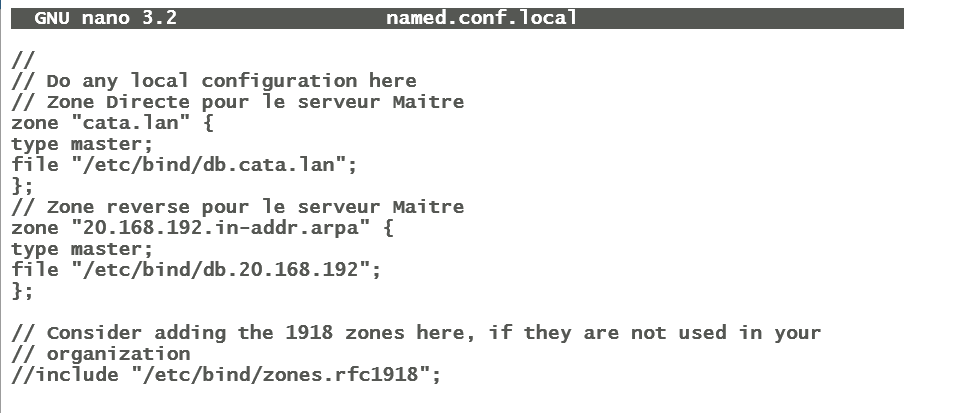 GNU nano 3.2 named.conf.local
//
// Do any local configuration here
// Zone Directe pour le serveur Maitre
zone "cata.lan" {
type master;
file "/etc/bind/db.cata.lan";
};
// Zone reverse pour le serveur Maitre
zone "20.168.192.in-addr.arpa" {
type master;
file "/etc/bind/db.20.168.192";
};
// Consider adding the 1918 zones here, if they are not used in your
// organization
//include "/etc/bind/zones.rfc1918";